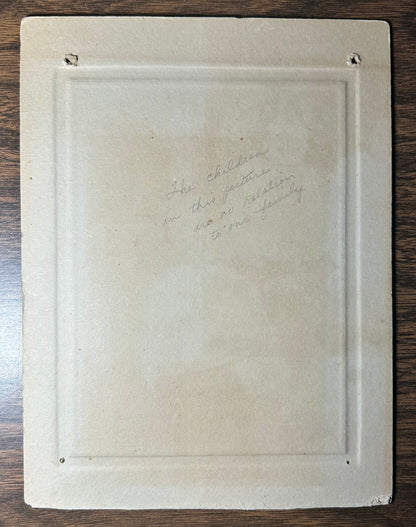 The children
in this picture
are no relation
to our family